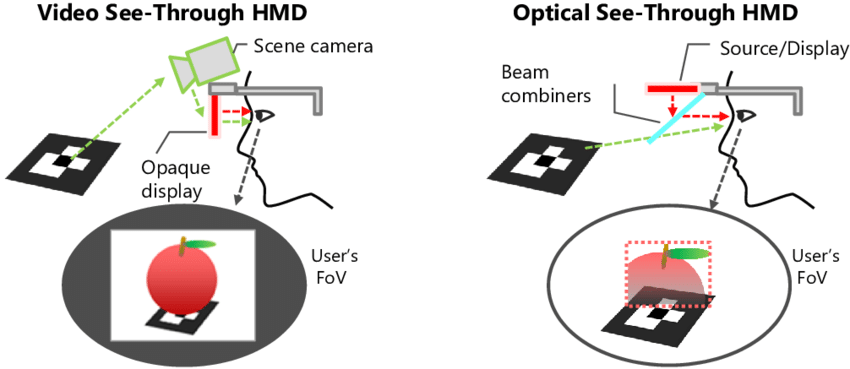 Video See-Through HMD
Scene camera
Opaque
display
User's
FoV
Optical See-Through HMD
Source/Display
Beam
combiners
User's
FoV